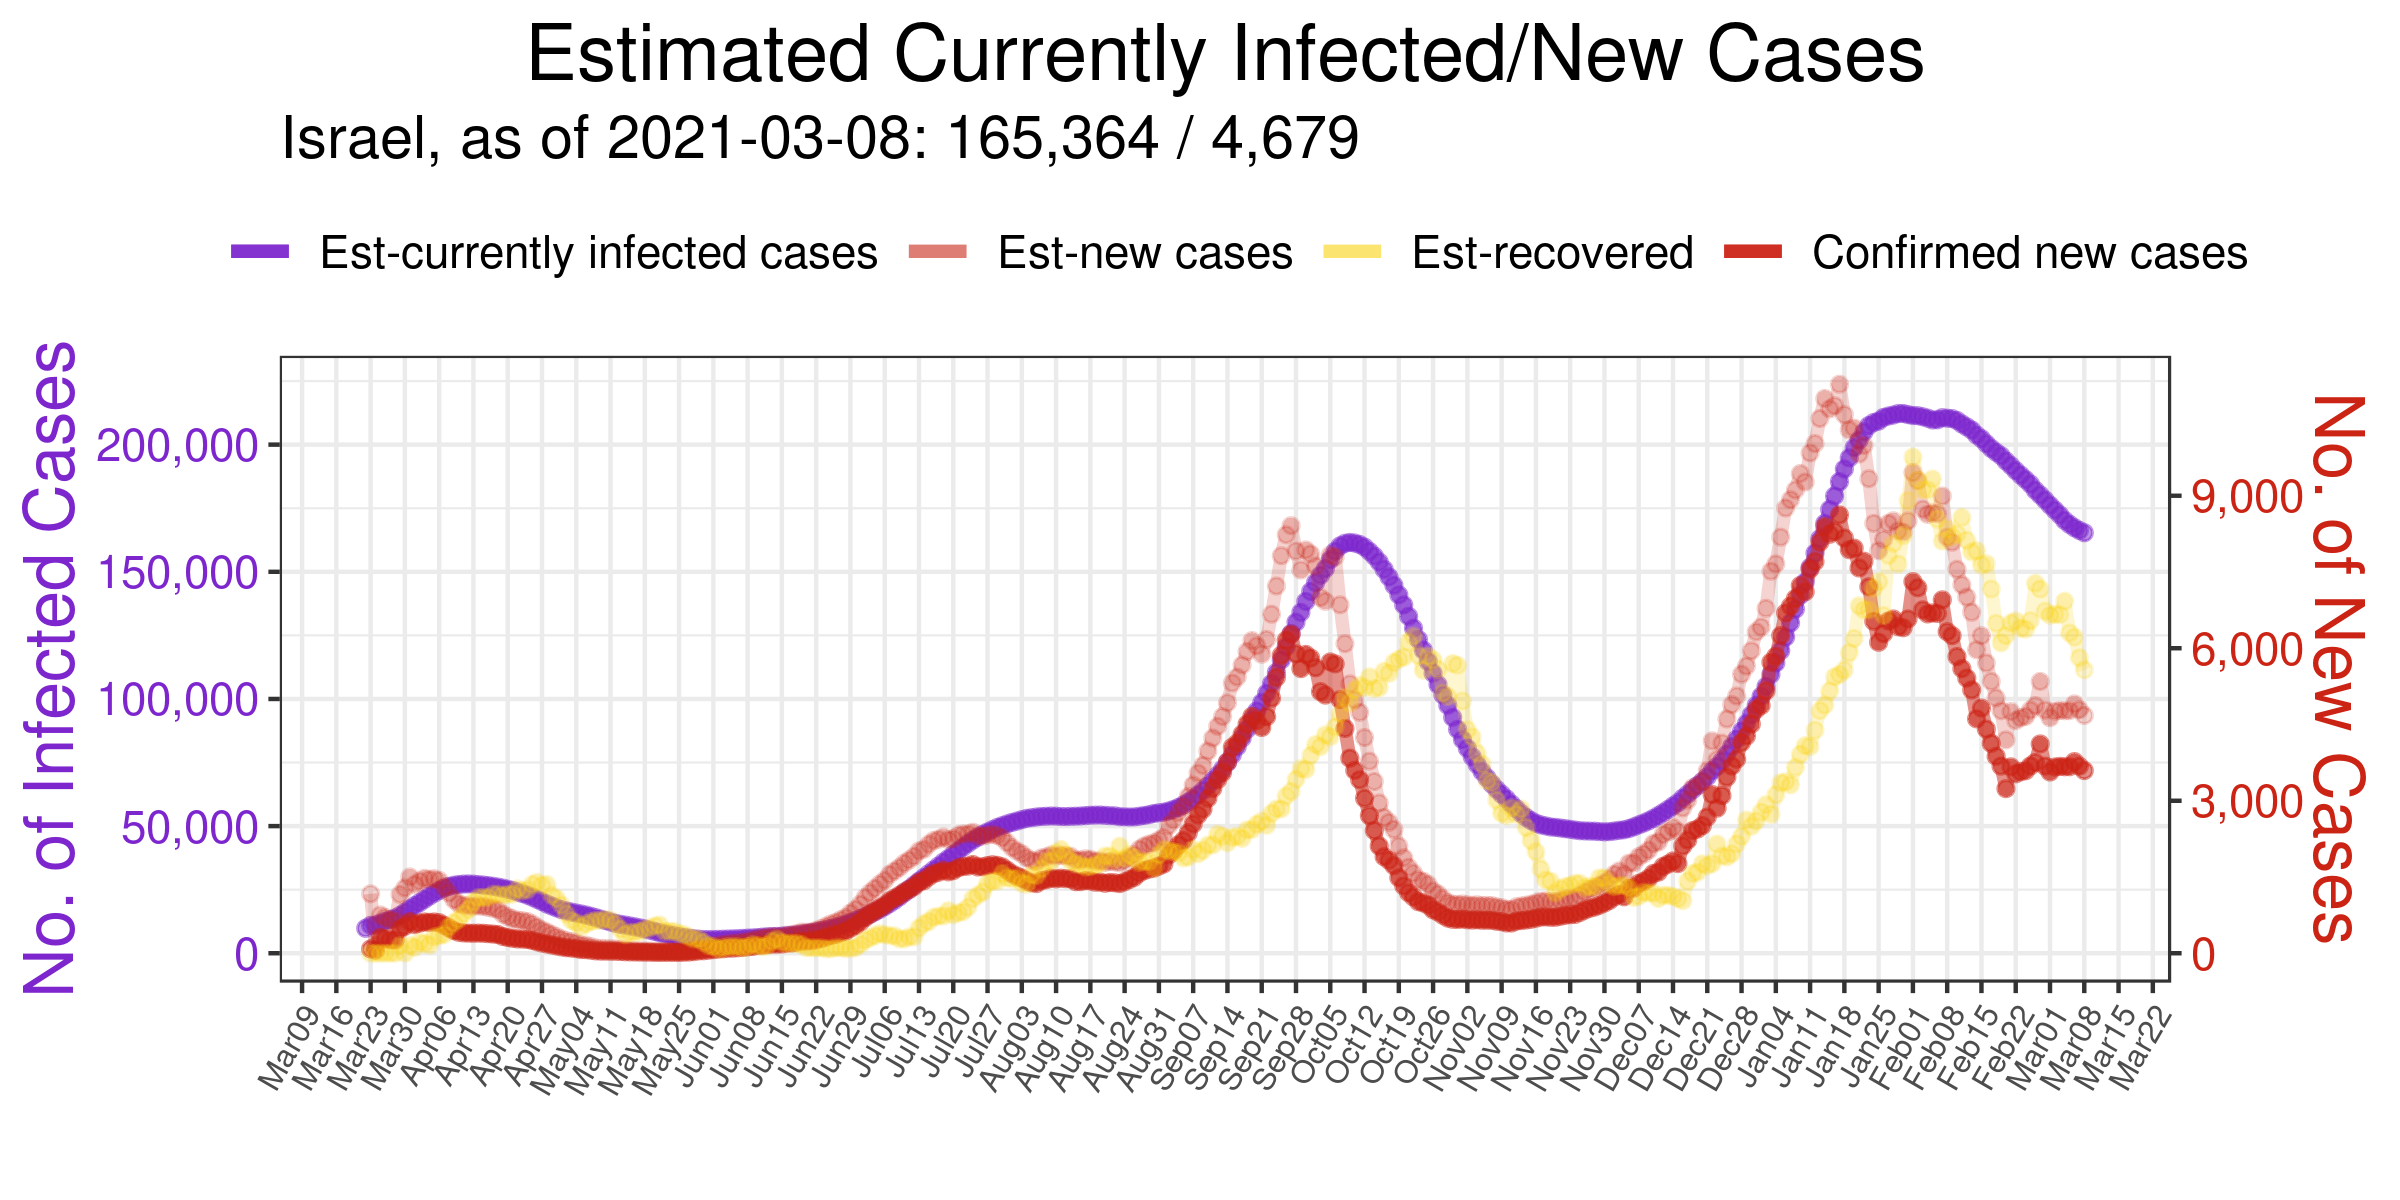 Estimated Currently Infected/New Cases
Israel, as of 2021-03-08: 165,364 / 4,679
Est-currently infected cases Est-new cases Est-recovered Confirmed new cases
No. of Infected Cases
200,000
150,000
100,000
50,000
0
No. of New Cases
9,000
6,000
3,000
0
Mar09 Mar16 Mar23 Mar30 Apr06 Apr13 Apr20 Apr27 May04 May11 May18 May25 Jun01 Jun08 Jun15 Jun22 Jun29 Jul06 Jul13 Jul20 Jul27 Aug03 Aug10 Aug17 Aug24 Aug31 Sep07 Sep14 Sep21 Sep28 Oct05 Oct12 Oct19 Oct26 Nov02 Nov09 Nov16 Nov23 Nov30 Dec07 Dec14 Dec21 Dec28 Jan04 Jan11 Jan18 Jan25 Feb01 Feb08 Feb15 Feb22 Mar01 Mar08 Mar15 Mar22